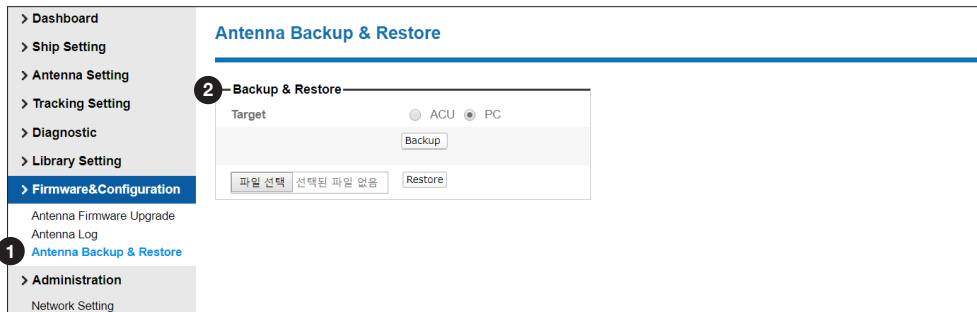 > Dashboard
> Ship Setting
> Antenna Setting
> Tracking Setting
> Diagnostic
> Library Setting
> Firmware&Configuration
Antenna Firmware Upgrade
Antenna Log
1 Antenna Backup & Restore
> Administration
Network Setting
Antenna Backup & Restore
2 Backup & Restore
Target ACU PC
Backup
파일 선택 선택된 파일 없음 Restore